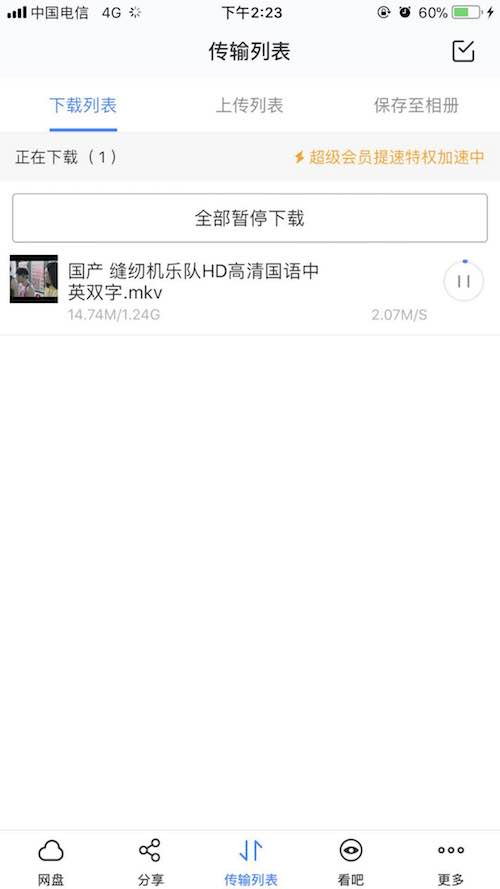 中国电信 4G 下午2:23 60%
传输列表
下载列表 上传列表 保存至相册
正在下载（1） 超级会员提速特权加速中
全部暂停下载
国产 缝纫机乐队HD高清国语中
英双字.mkv
14.74M/1.24G 2.07M/S
网盘 分享 传输列表 看吧 更多